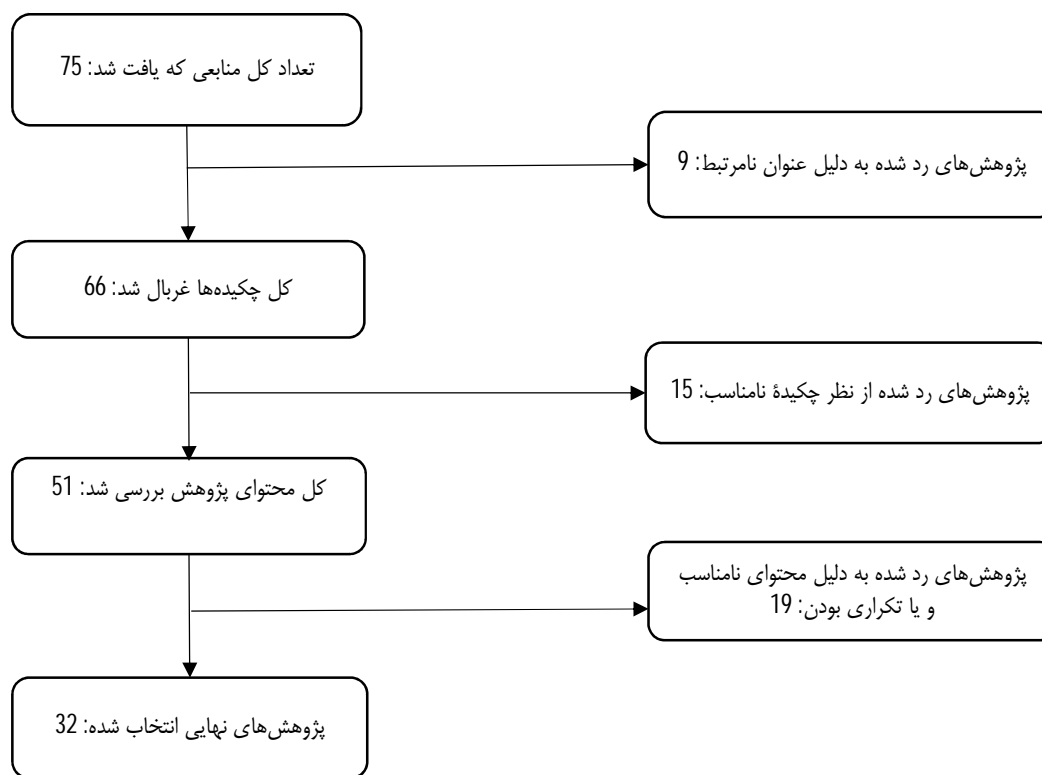 تعداد کل منابعی که یافت شد: 75
پژوهش‌های رد شده به دلیل عنوان نامرتبط: 9
کل چکیده‌ها غربال شد: 66
پژوهش‌های رد شده از نظر چکیدۀ نامناسب: 15
کل محتوای پژوهش بررسی شد: 51
پژوهش‌های رد شده به دلیل محتوای نامناسب
و یا تکراری بودن: 19
پژوهش‌های نهایی انتخاب شده: 32